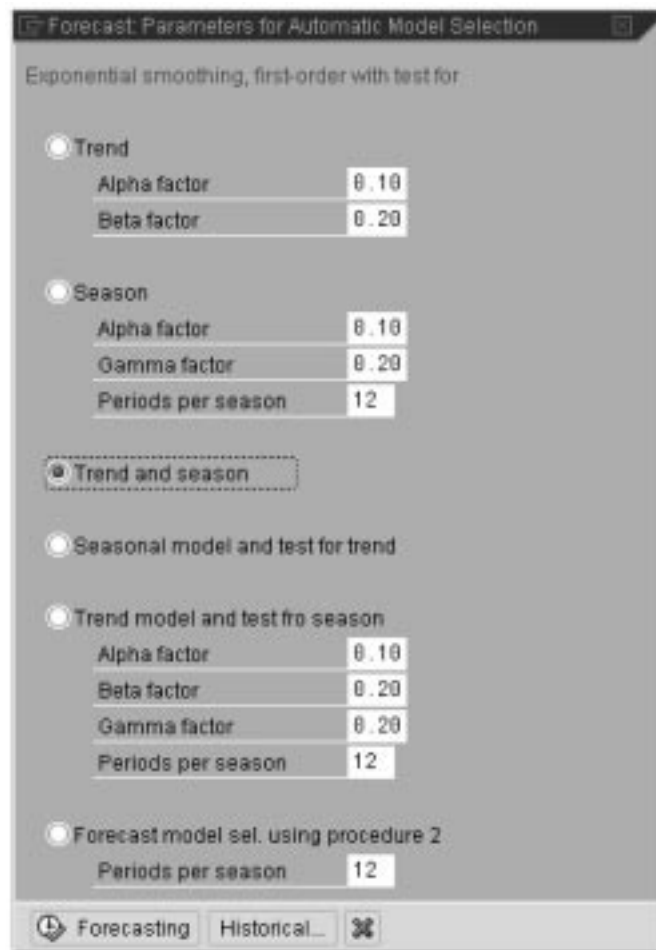 Forecast: Parameters for Automatic Model Selection
Exponential smoothing, first-order with test for
Trend
Alpha factor 0.10
Beta factor 0.20
Season
Alpha factor 0.10
Gamma factor 0.20
Periods per season 12
Trend and season
Seasonal model and test for trend
Trend model and test fro season
Alpha factor 0.10
Beta factor 0.20
Gamma factor 0.20
Periods per season 12
Forecast model sel. using procedure 2
Periods per season 12
Forecasting Historical...